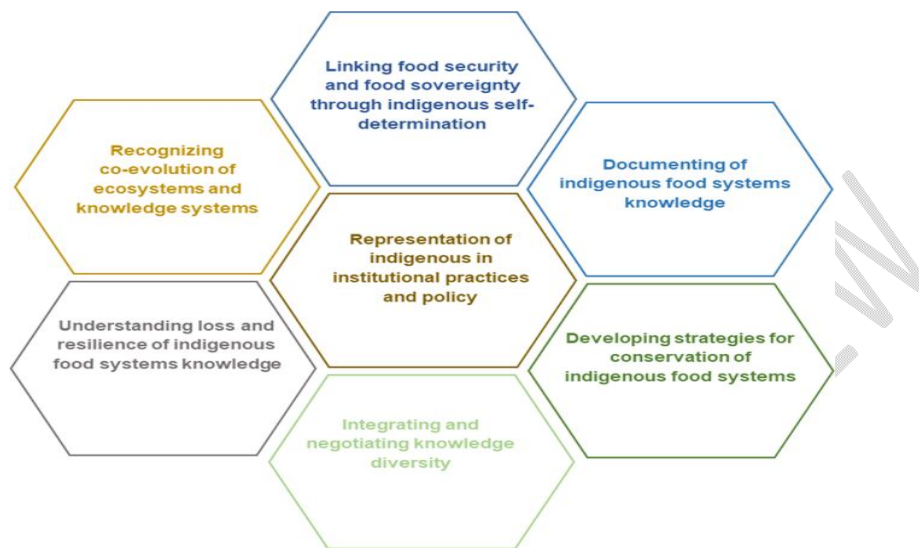 Linking food security
and food sovereignty
through indigenous self-
determination
Recognizing
co-evolution of
ecosystems and
knowledge systems
Documenting of
indigenous food systems
knowledge
Representation of
indigenous in
institutional practices
and policy
Understanding loss and
resilience of indigenous
food systems knowledge
Developing strategies for
conservation of
indigenous food systems
Integrating and
negotiating knowledge
diversity